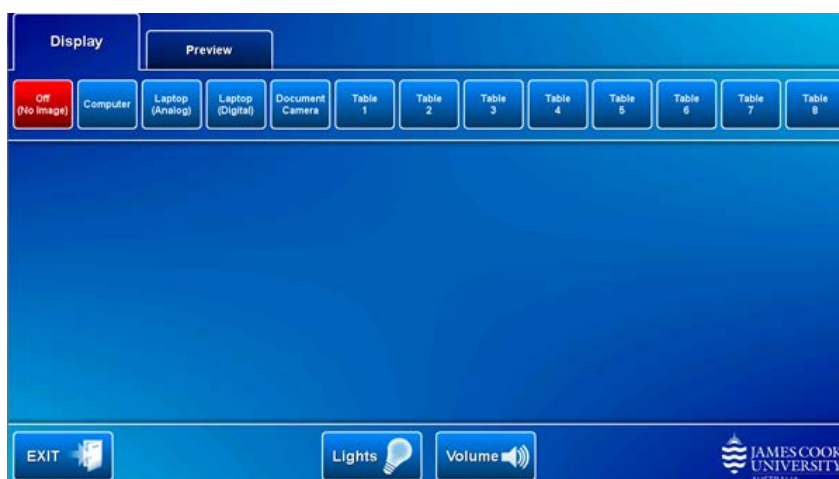 Display
Preview
Off
(No Image)
Computer
Laptop
(Analog)
Laptop
(Digital)
Document
Camera
Table
1
Table
2
Table
3
Table
4
Table
5
Table
6
Table
7
Table
8
EXIT
Lights
Volume
JAMES COOK
UNIVERSITY
AUSTRALIA